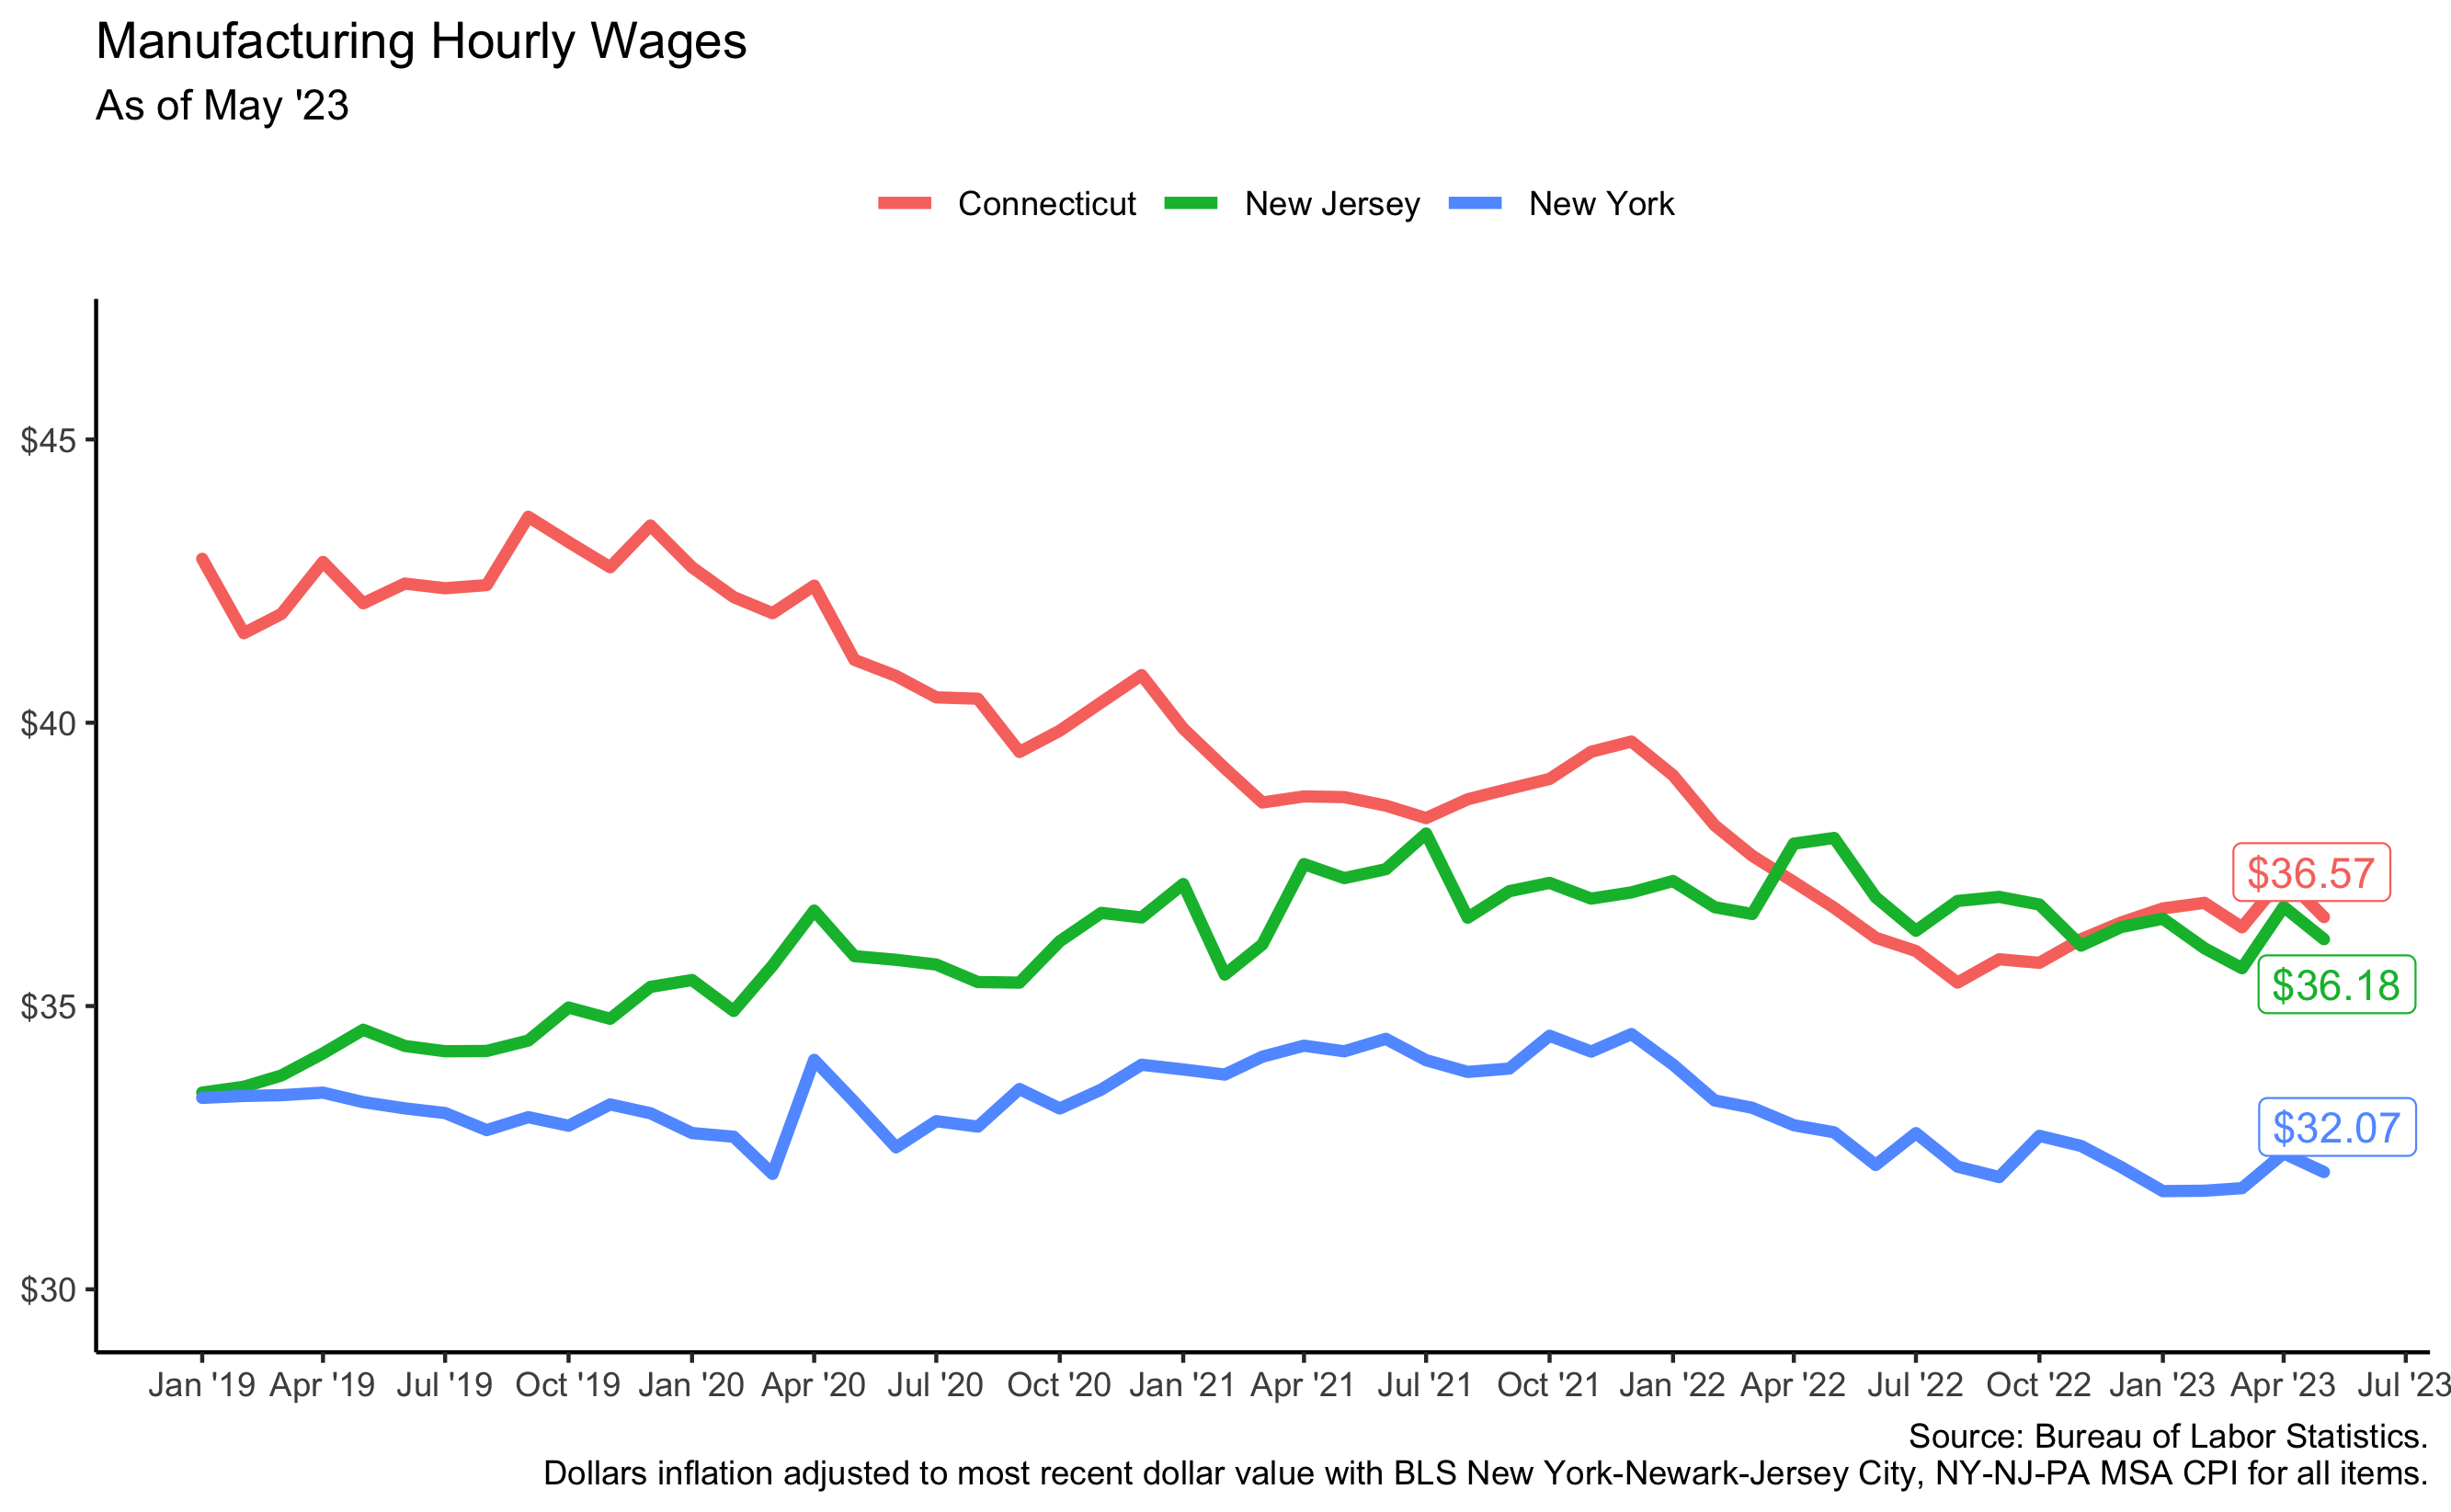 Manufacturing Hourly Wages
As of May '23
Connecticut New Jersey New York
$45
$40
$35
$30
$36.57
$36.18
$32.07
Jan '19 Apr '19 Jul '19 Oct '19 Jan '20 Apr '20 Jul '20 Oct '20 Jan '21 Apr '21 Jul '21 Oct '21 Jan '22 Apr '22 Jul '22 Oct '22 Jan '23 Apr '23 Jul '23
Source: Bureau of Labor Statistics.
Dollars inflation adjusted to most recent dollar value with BLS New York-Newark-Jersey City, NY-NJ-PA MSA CPI for all items.